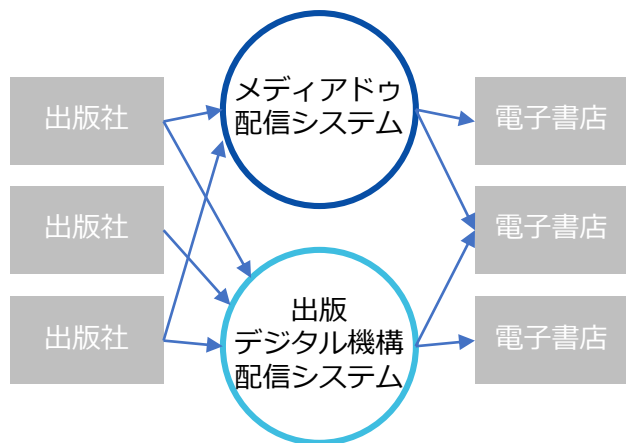 出版社
出版社
出版社
メディアドゥ
配信システム
出版
デジタル機構
配信システム
電子書店
電子書店
電子書店